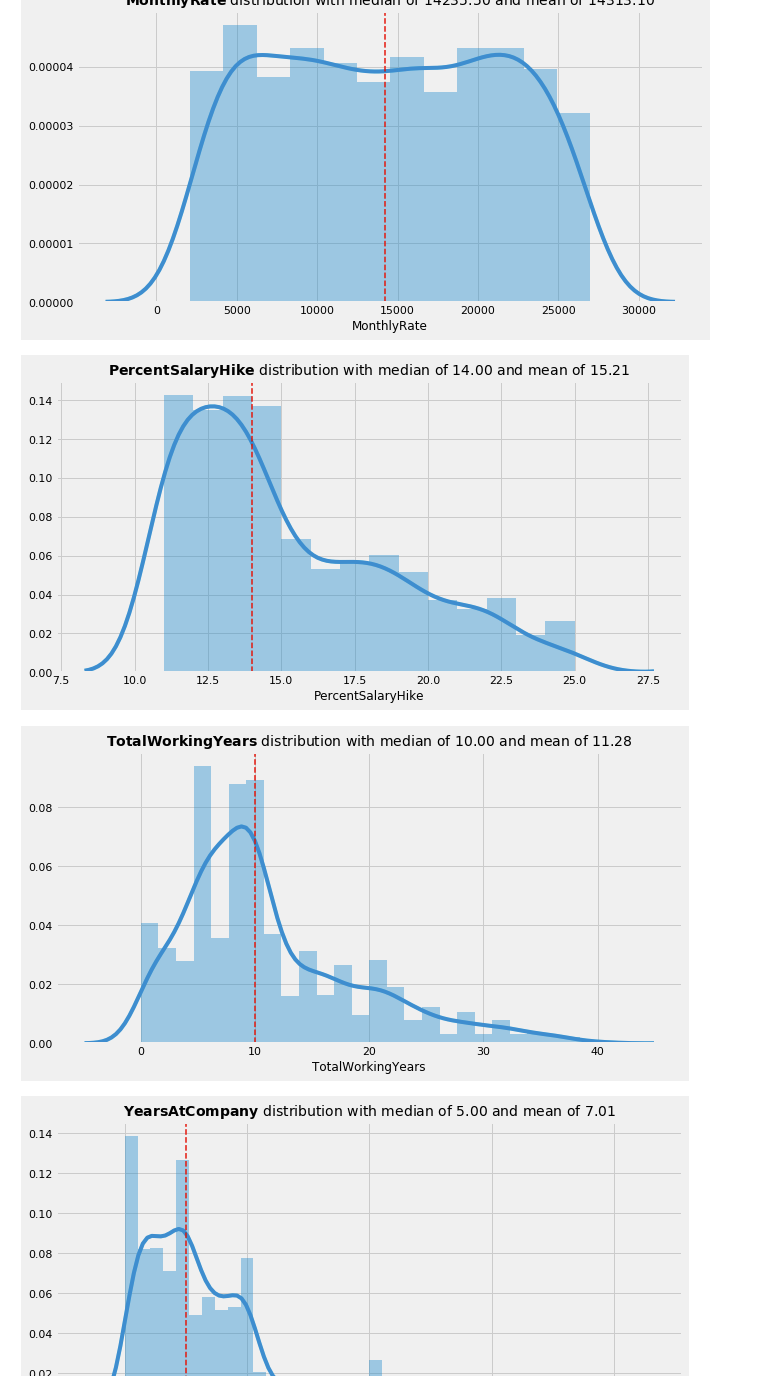 MonthlyRate distribution with median of 14235.50 and mean of 14313.10
0.00004
0.00003
0.00002
0.00001
0.00000
0 5000 10000 15000 20000 25000 30000
MonthlyRate
PercentSalaryHike distribution with median of 14.00 and mean of 15.21
0.14
0.12
0.10
0.08
0.06
0.04
0.02
0.00
7.5 10.0 12.5 15.0 17.5 20.0 22.5 25.0 27.5
PercentSalaryHike
TotalWorkingYears distribution with median of 10.00 and mean of 11.28
0.08
0.06
0.04
0.02
0.00
0 10 20 30 40
TotalWorkingYears
YearsAtCompany distribution with median of 5.00 and mean of 7.01
0.14
0.12
0.10
0.08
0.06
0.04
0.02